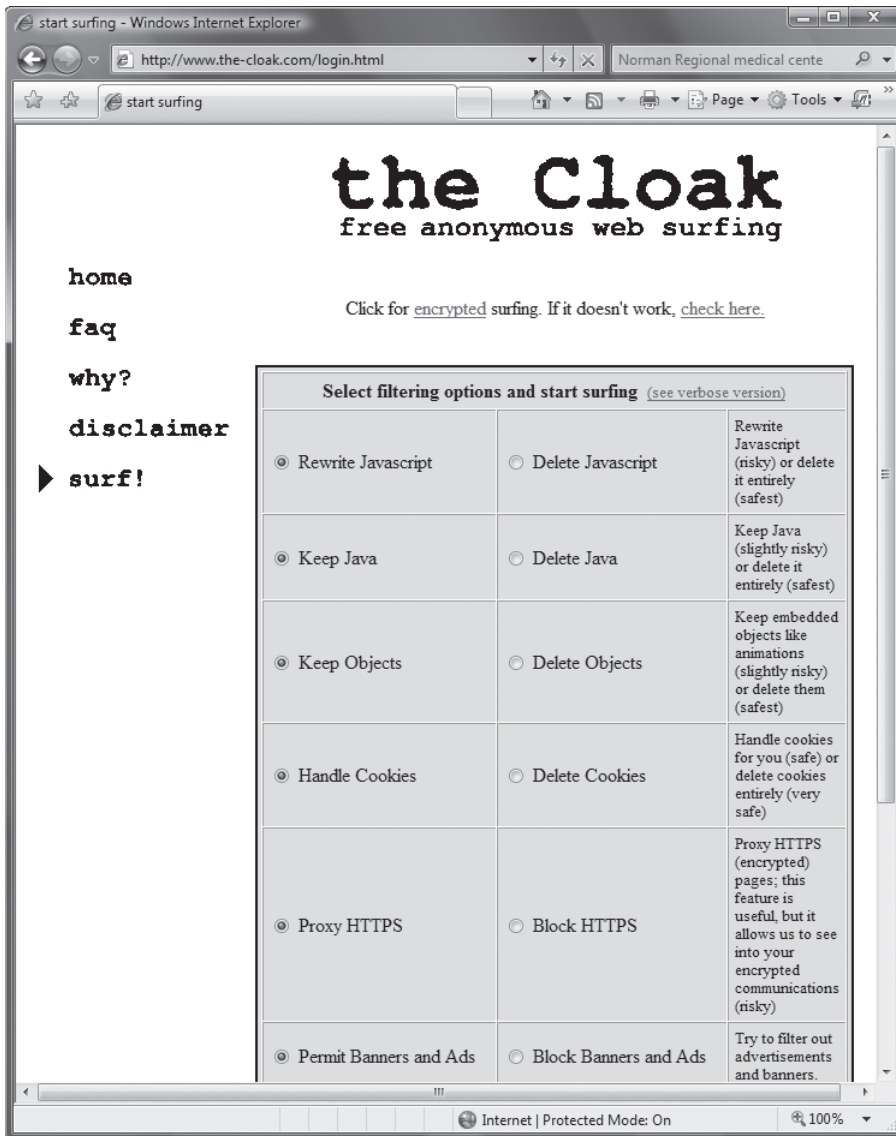 start surfing - Windows Internet Explorer
http://www.the-cloak.com/login.html
Norman Regional medical cente
start surfing
Page
Tools
the Cloak
free anonymous web surfing
home
faq
why?
disclaimer
surf!
Click for encrypted surfing. If it doesn't work, check here.
Select filtering options and start surfing (see verbose version)
Rewrite Javascript
Delete Javascript
Rewrite
Javascript
(risky) or delete
it entirely
(safest)
Keep Java
Delete Java
Keep Java
(slightly risky)
or delete it
entirely (safest)
Keep Objects
Delete Objects
Keep embedded
objects like
animations
(slightly risky)
or delete them
(safest)
Handle Cookies
Delete Cookies
Handle cookies
for you (safe) or
delete cookies
entirely (very
safe)
Proxy HTTPS
Block HTTPS
Proxy HTTPS
(encrypted)
pages; this
feature is
useful, but it
allows us to see
into your
encrypted
communications
(risky)
Permit Banners and Ads
Block Banners and Ads
Try to filter out
advertisements
and banners.
Internet | Protected Mode: On
100%